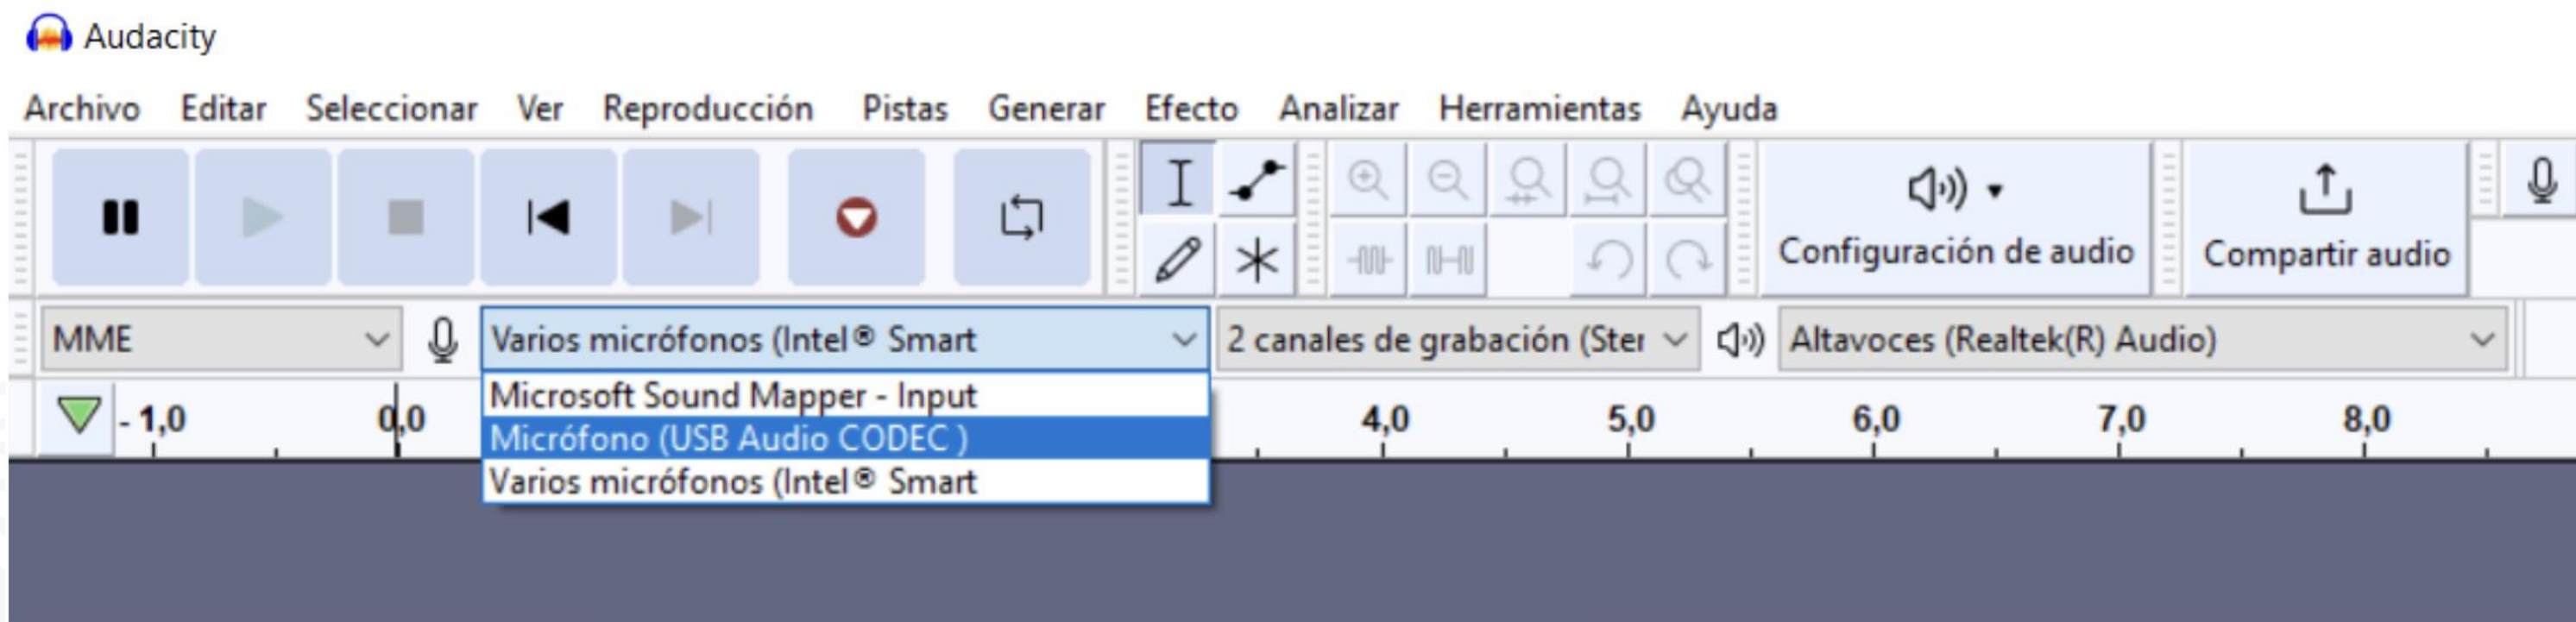 Audacity
Archivo Editar Seleccionar Ver Reproducción Pistas Generar Efecto Analizar Herramientas Ayuda
Configuración de audio Compartir audio
MME Varios micrófonos (Intel® Smart 2 canales de grabación (Ster Altavoces (Realtek(R) Audio)
- 1,0 0,0 4,0 5,0 6,0 7,0 8,0
Microsoft Sound Mapper - Input
Micrófono (USB Audio CODEC )
Varios micrófonos (Intel® Smart